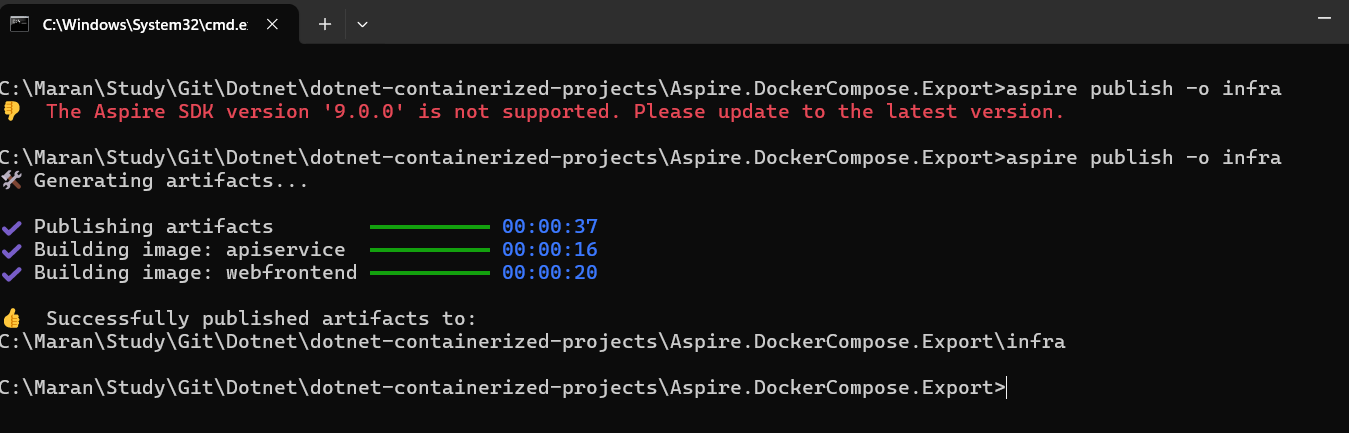 C:\Windows\System32\cmd.e
C:\Maran\Study\Git\Dotnet\dotnet-containerized-projects\Aspire.DockerCompose.Export>aspire publish -o infra
The Aspire SDK version '9.0.0' is not supported. Please update to the latest version.
C:\Maran\Study\Git\Dotnet\dotnet-containerized-projects\Aspire.DockerCompose.Export>aspire publish -o infra
Generating artifacts...
Publishing artifacts 00:00:37
Building image: apiservice 00:00:16
Building image: webfrontend 00:00:20
Successfully published artifacts to:
C:\Maran\Study\Git\Dotnet\dotnet-containerized-projects\Aspire.DockerCompose.Export\infra
C:\Maran\Study\Git\Dotnet\dotnet-containerized-projects\Aspire.DockerCompose.Export>